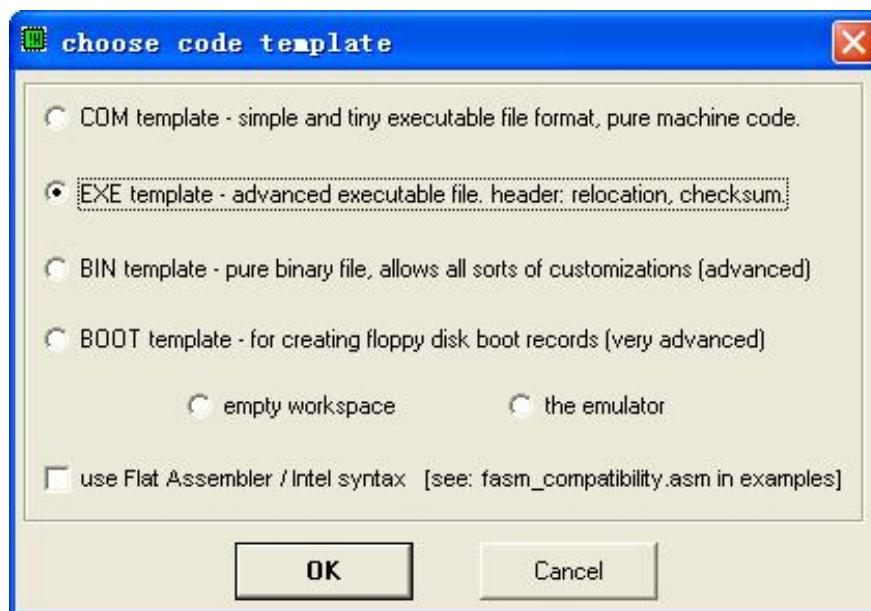 choose code template
COM template - simple and tiny executable file format, pure machine code.
EXE template - advanced executable file. header: relocation, checksum.
BIN template - pure binary file, allows all sorts of customizations (advanced)
BOOT template - for creating floppy disk boot records (very advanced)
empty workspace the emulator
use Flat Assembler / Intel syntax [see: fasm_compatibility.asm in examples]
OK Cancel